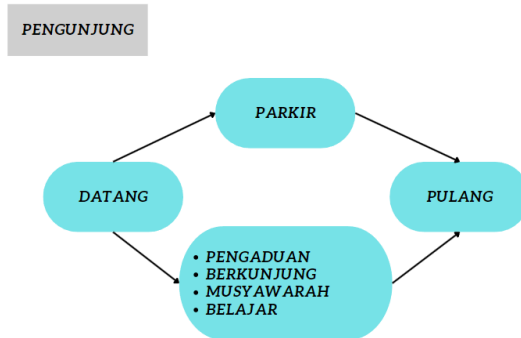 PENGUNJUNG
PARKIR
DATANG
PULANG
• PENGADUAN
• BERKUNJUNG
• MUSYAWARAH
• BELAJAR